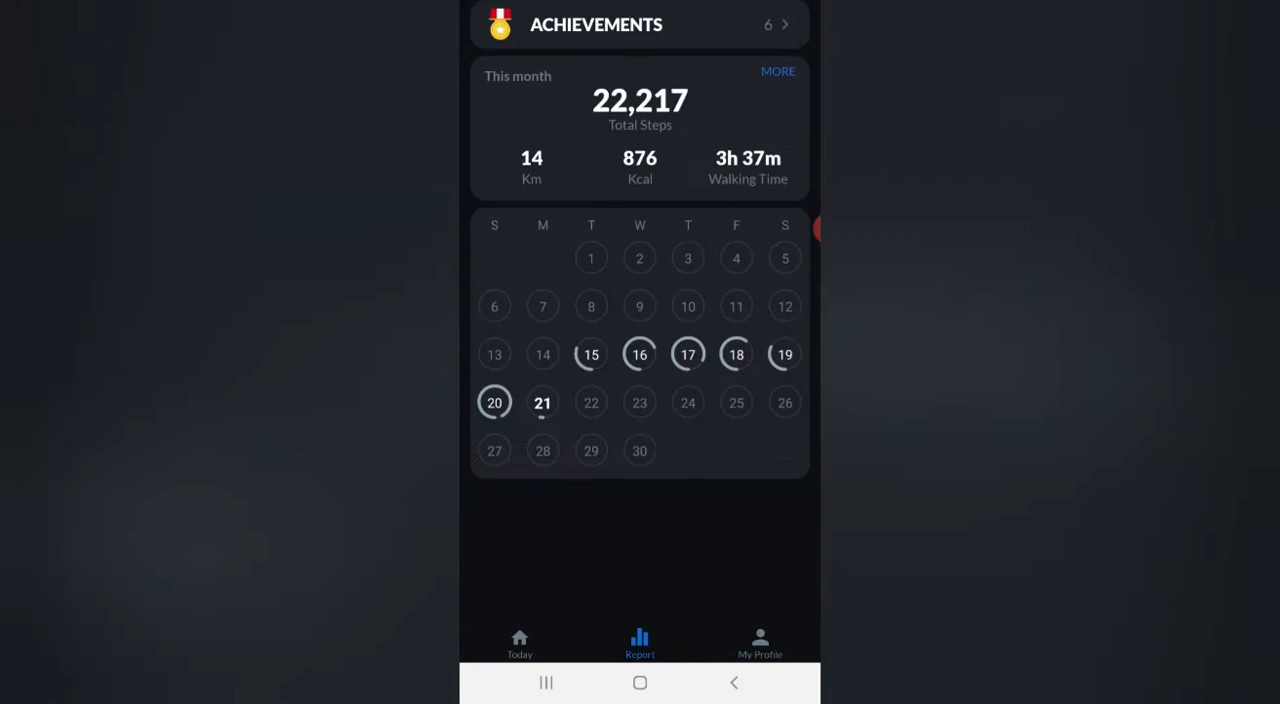 ACHIEVEMENTS 6
This month MORE
22,217
Total Steps
14 876 3h 37m
Km Kcal Walking Time
S M T W T F S
1 2 3 4 5
6 7 8 9 10 11 12
13 14 15 16 17 18 19
20 21 22 23 24 25 26
27 28 29 30
Today Report My Profile